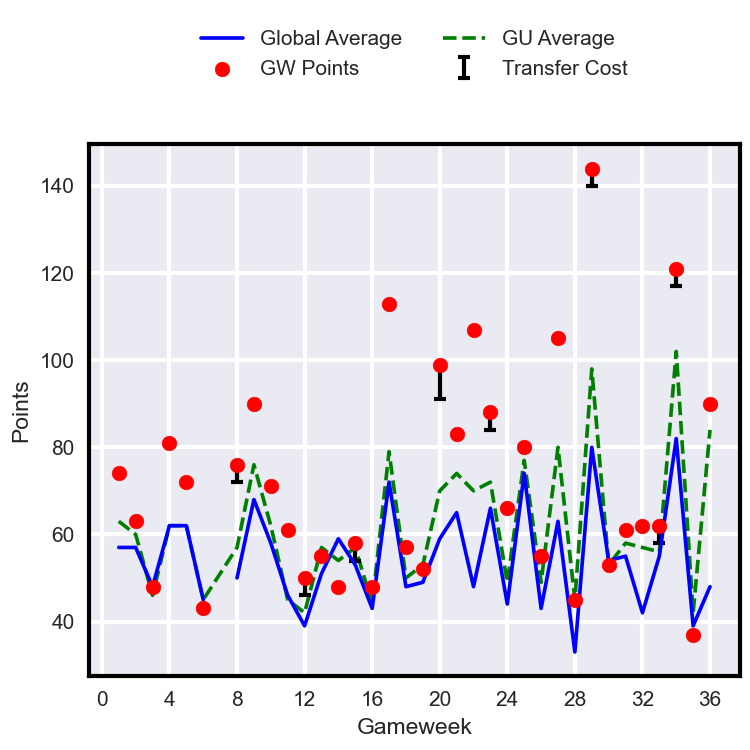 Global Average
GU Average
GW Points
Transfer Cost
140
120
100
80
60
40
Points
0 4 8 12 16 20 24 28 32 36
Gameweek